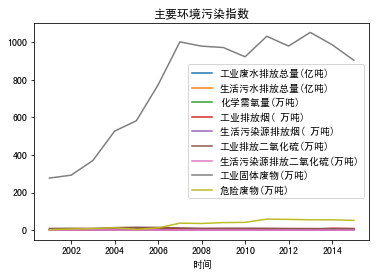 主要环境污染指数
1000
800
600
400
200
0
工业废水排放总量(亿吨)
生活污水排放总量(亿吨)
化学需氧量(万吨)
工业排放烟( 万吨)
生活污染源排放烟( 万吨)
工业排放二氧化硫(万吨)
生活污染源排放二氧化硫(万吨)
工业固体废物(万吨)
危险废物(万吨)
2002 2004 2006 2008 2010 2012 2014
时间